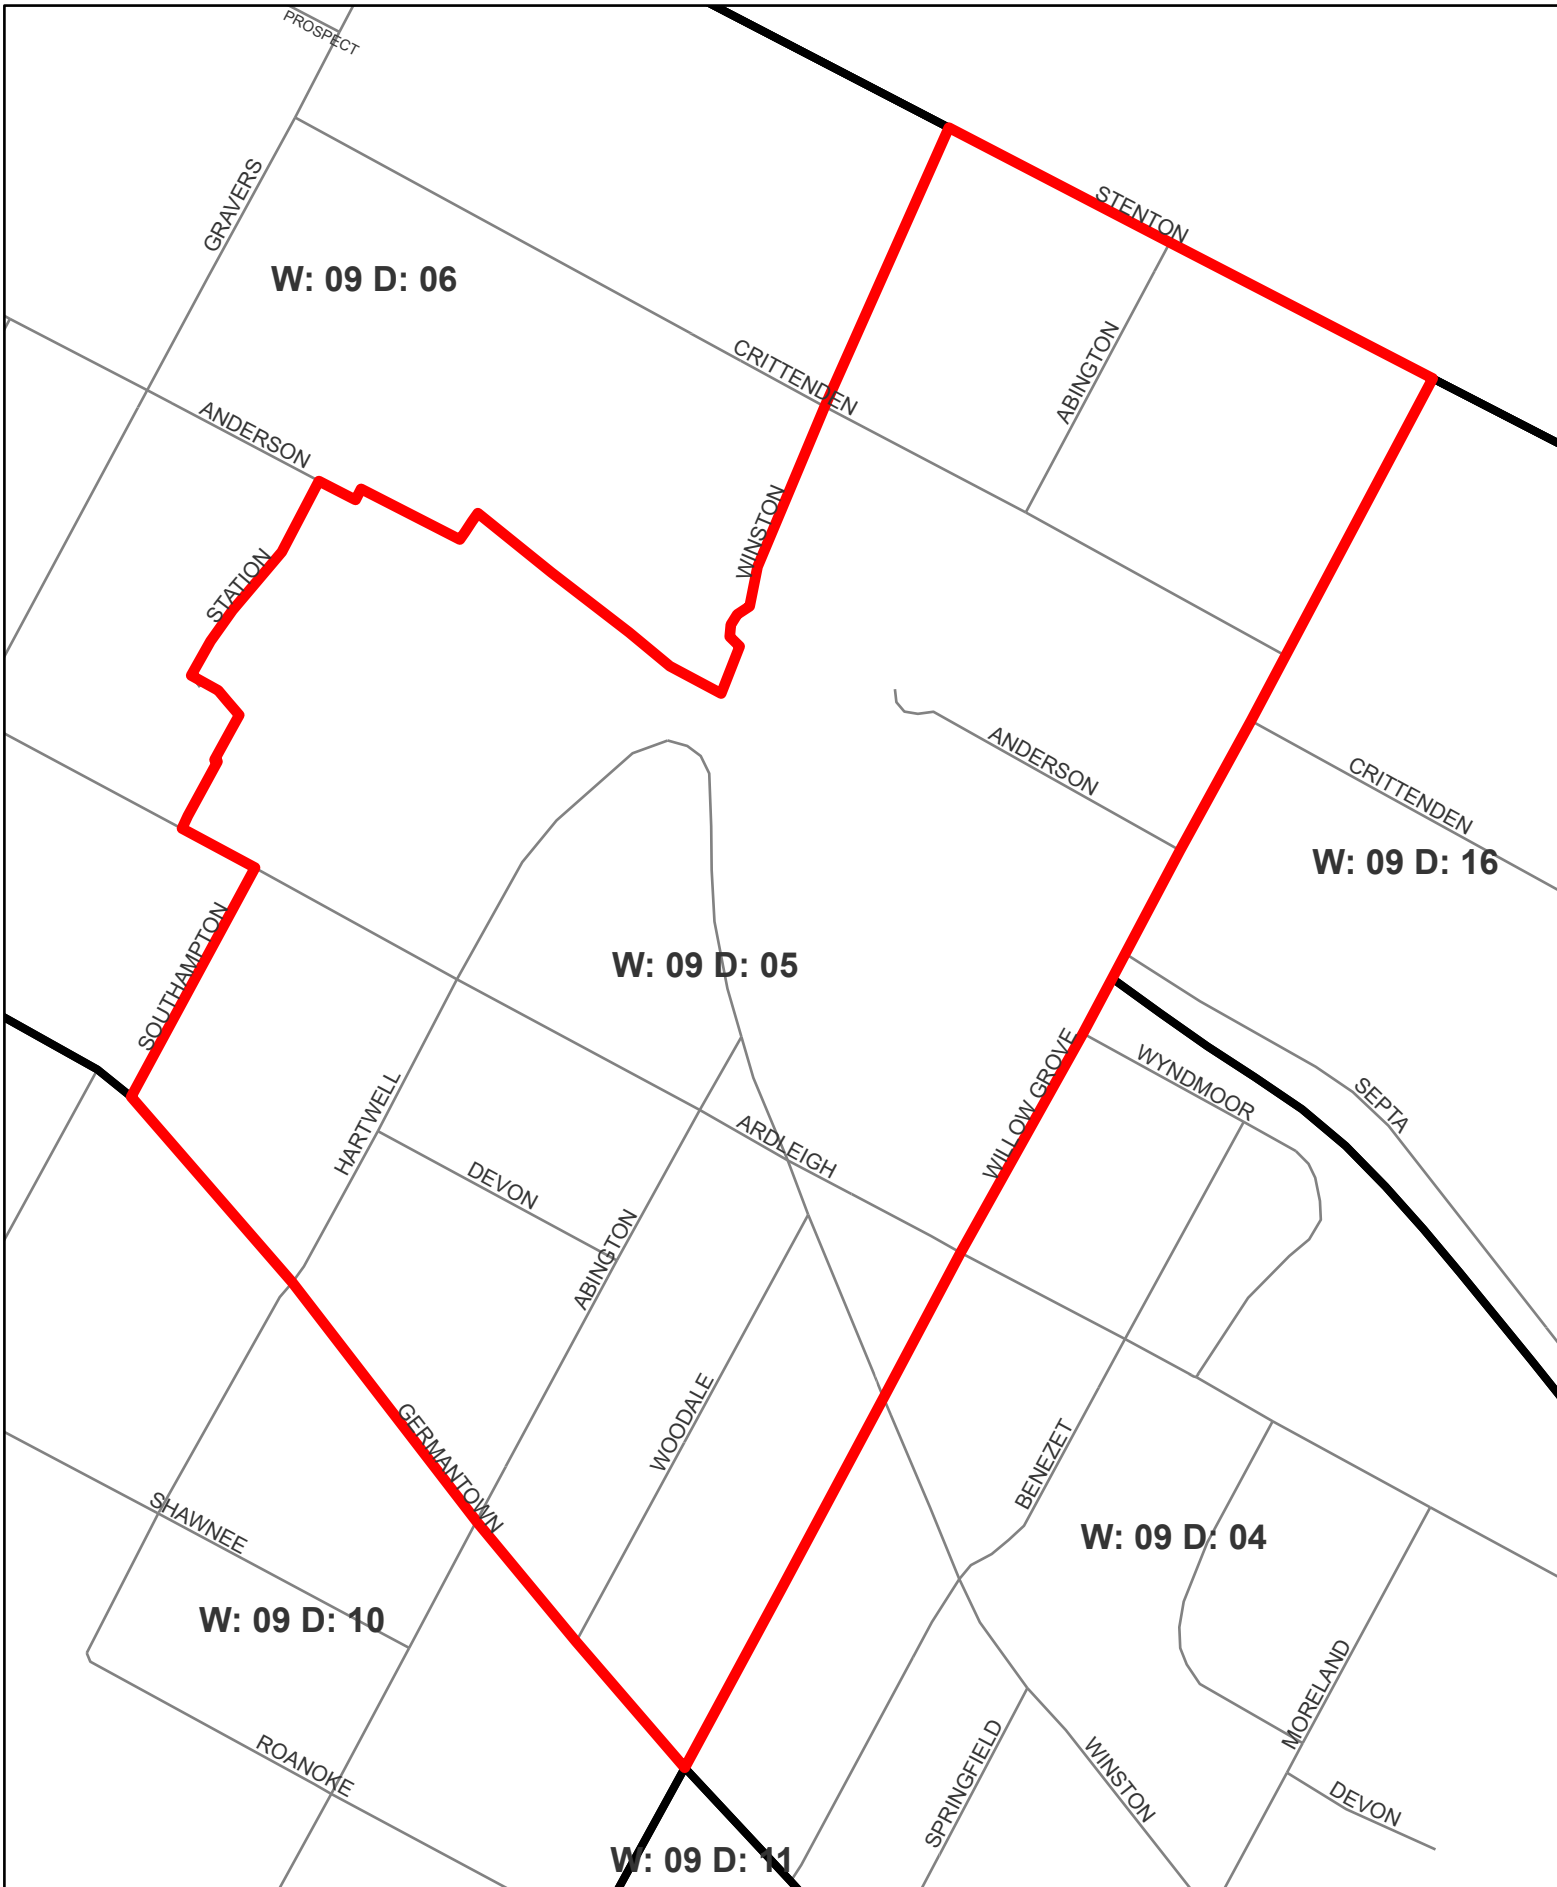 PROSPECT
GRAVERS
STENTON
W: 09 D: 06
CRITTENDEN
ABINGTON
ANDERSON
WINSTON
STATION
ANDERSON
CRITTENDEN
W: 09 D: 16
SOUTHAMPTON
W: 09 D: 05
WILLOW GROVE
WYNDMOOR
SEPTA
HARTWELL
ARDLEIGH
DEVON
ABINGTON
WOODALE
GERMANTOWN
BENEZET
SHAWNEE
W: 09 D: 04
W: 09 D: 10
MORELAND
ROANOKE
SPRINGFIELD
WINSTON
DEVON
W: 09 D: 11